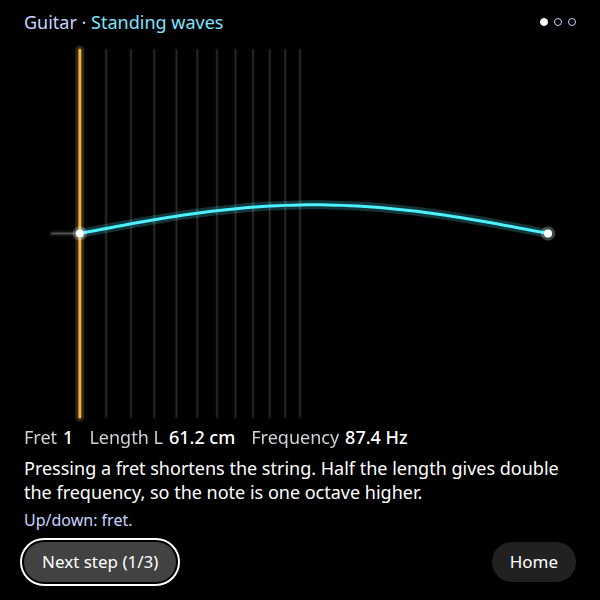 Guitar · Standing waves
Fret 1 Length L 61.2 cm Frequency 87.4 Hz
Pressing a fret shortens the string. Half the length gives double
the frequency, so the note is one octave higher.
Up/down: fret.
Next step (1/3)
Home